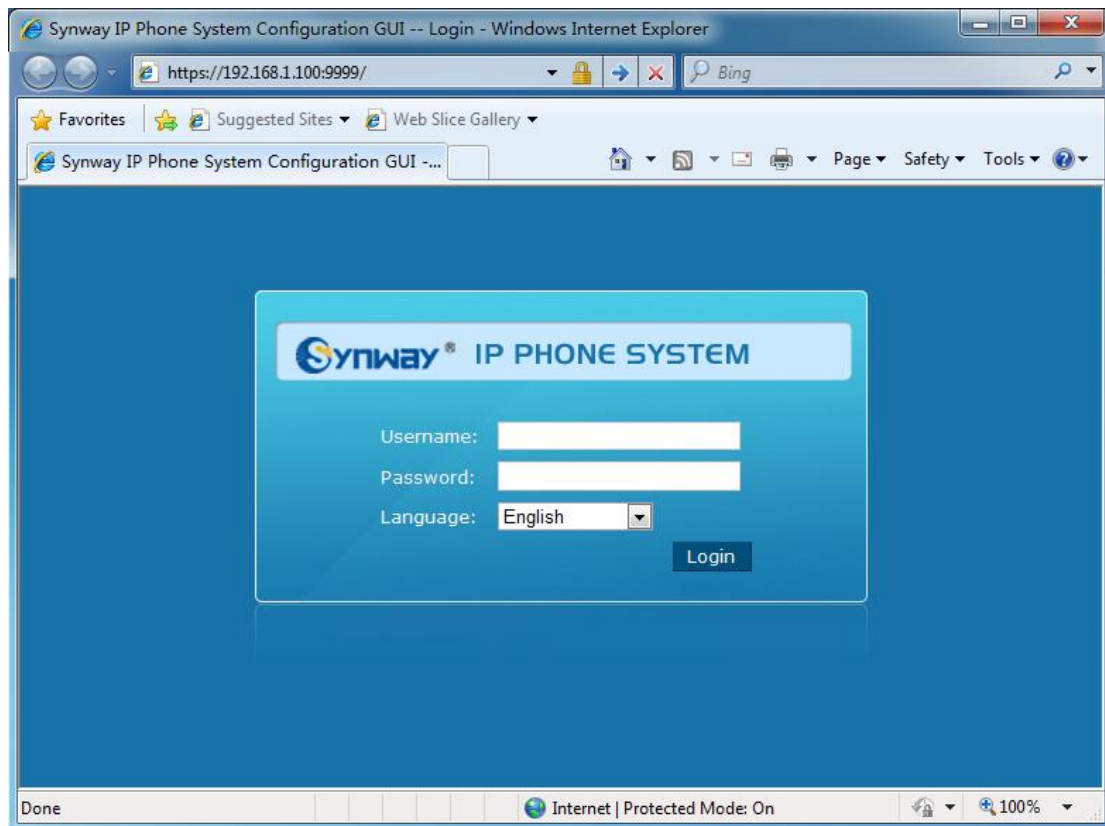 Synway IP Phone System Configuration GUI -- Login - Windows Internet Explorer
https://192.168.1.100:9999/ Bing
Favorites Suggested Sites Web Slice Gallery
Synway IP Phone System Configuration GUI -... Page Safety Tools
Synway® IP PHONE SYSTEM
Username:
Password:
Language: English
Login
Done Internet | Protected Mode: On 100%